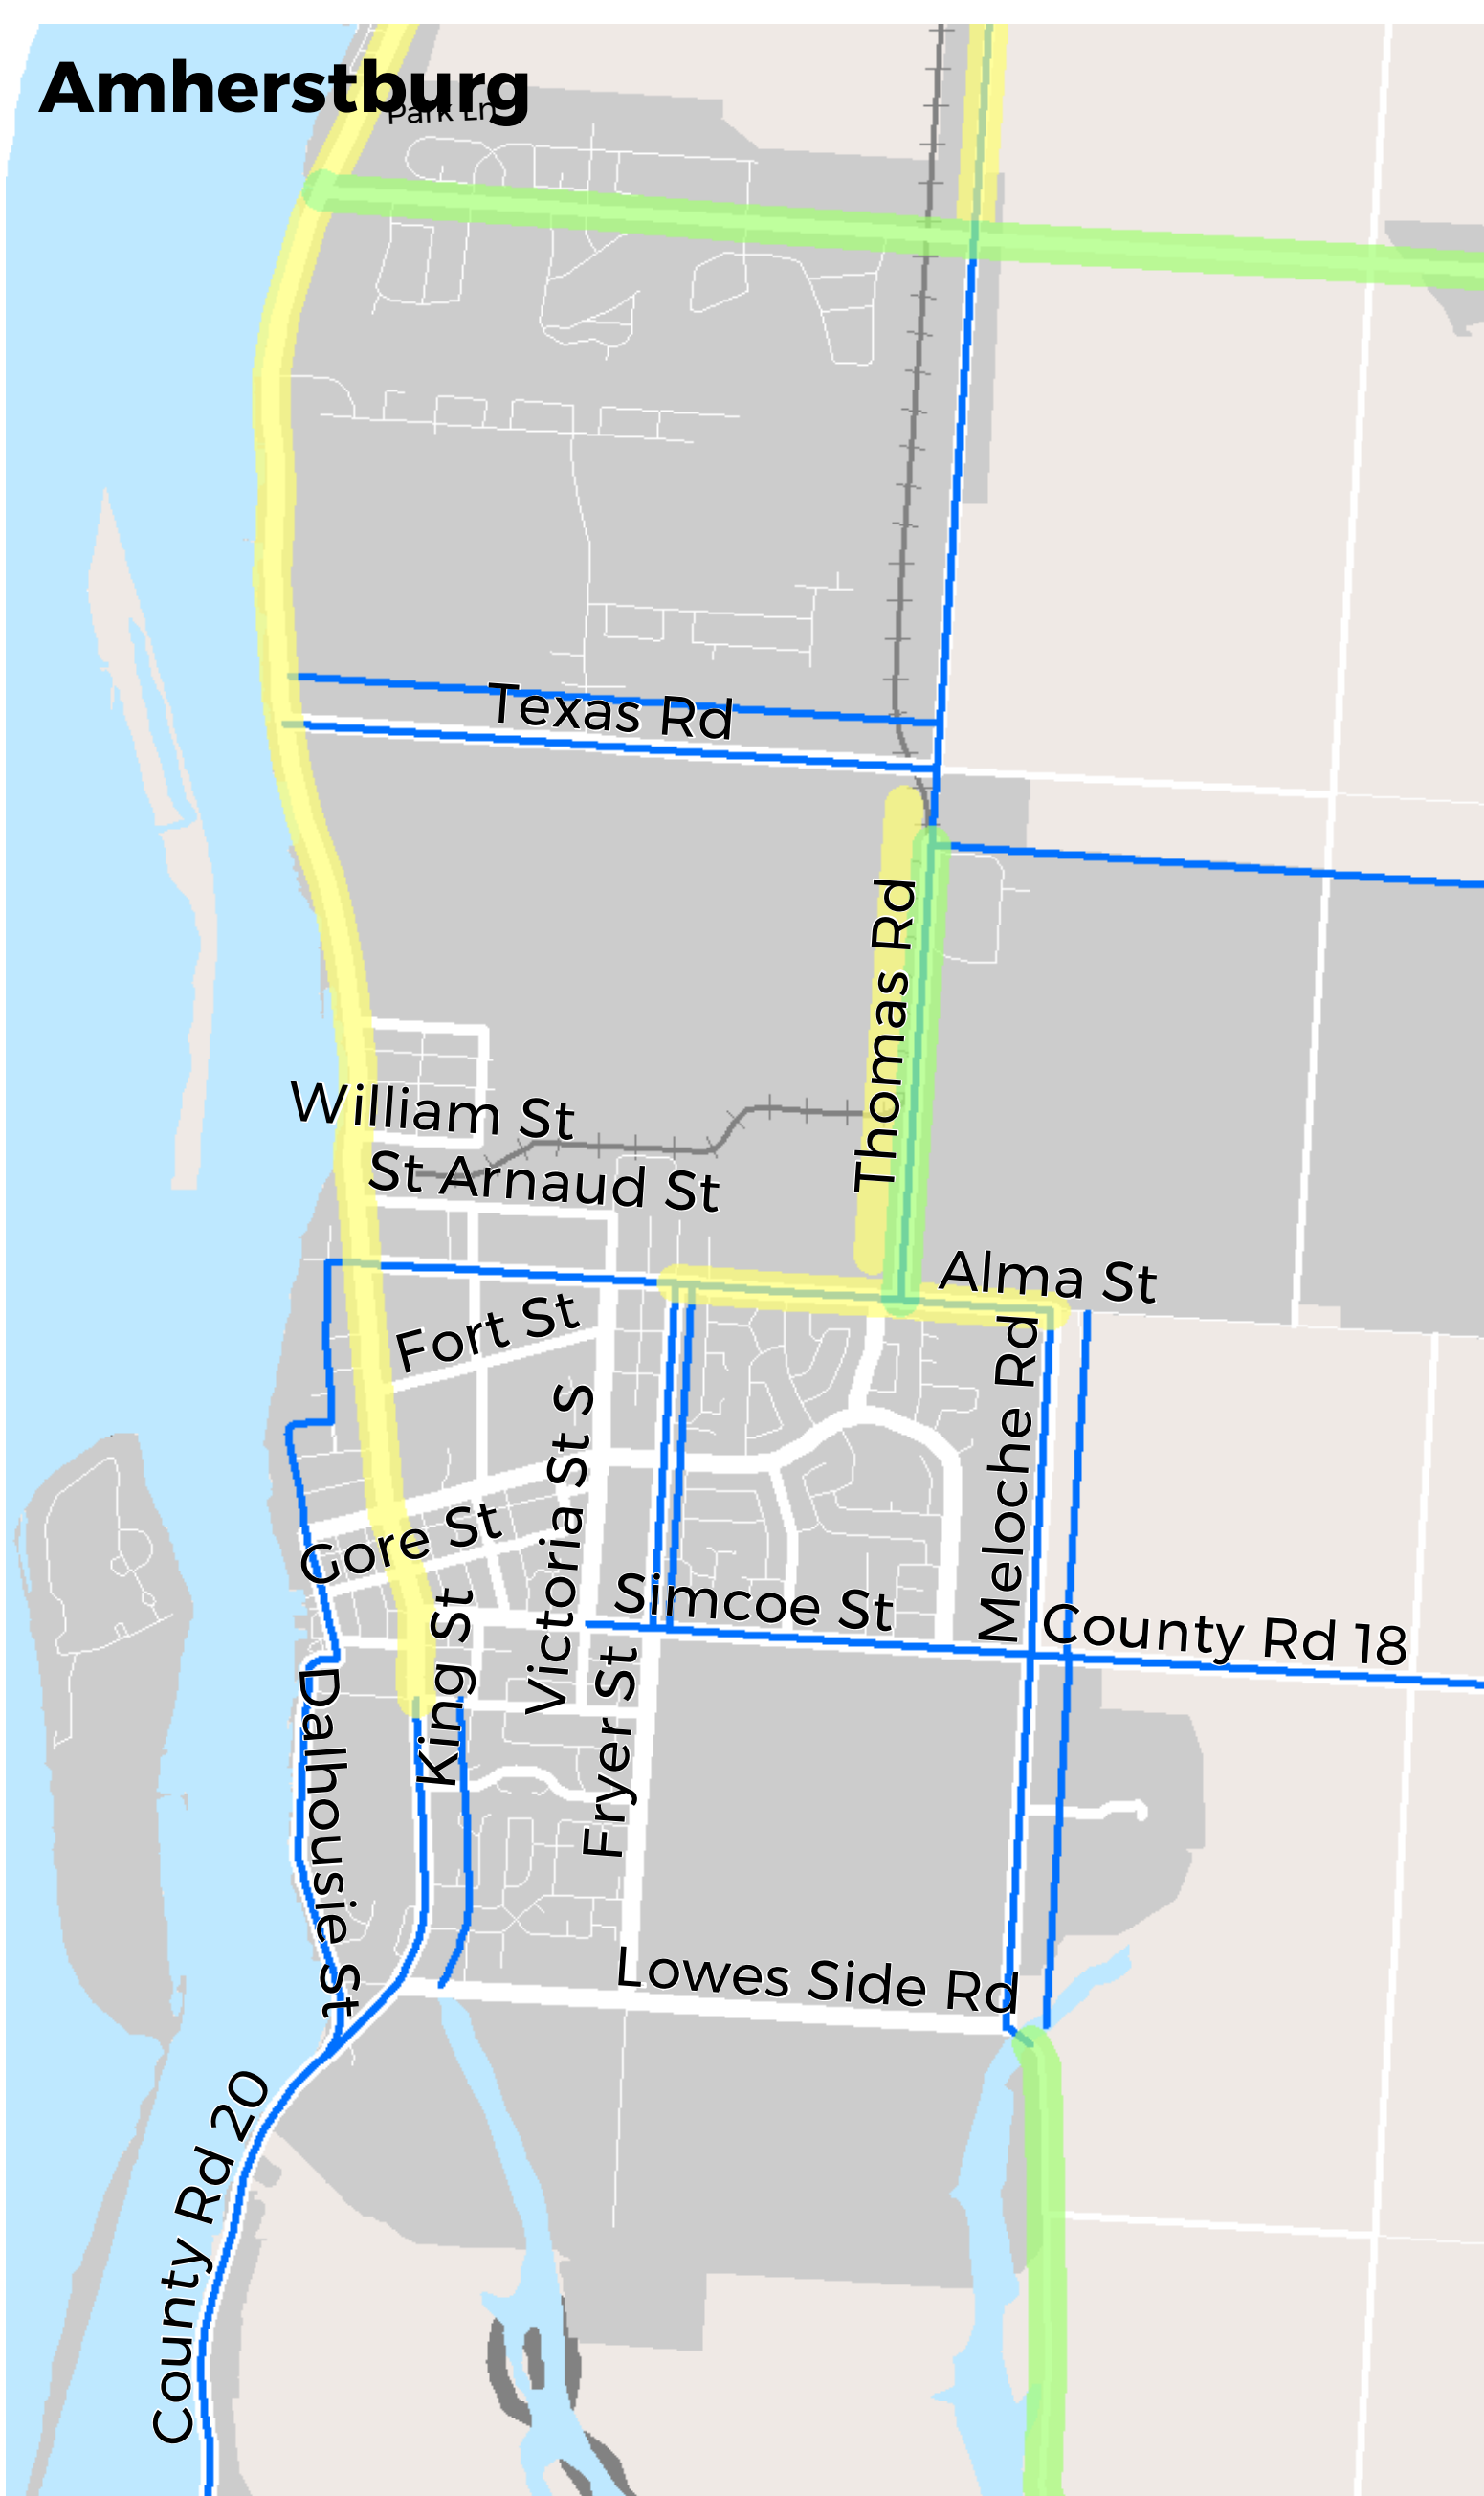 Amherstburg
Park Ln
Texas Rd
Thomas Rd
William St
St Arnaud St
Alma St
Fort St
Victoria St S
Meloche Rd
Gore St
Simcoe St
County Rd 18
King St
Fryer St
Dalhousie St
Lowes Side Rd
County Rd 20